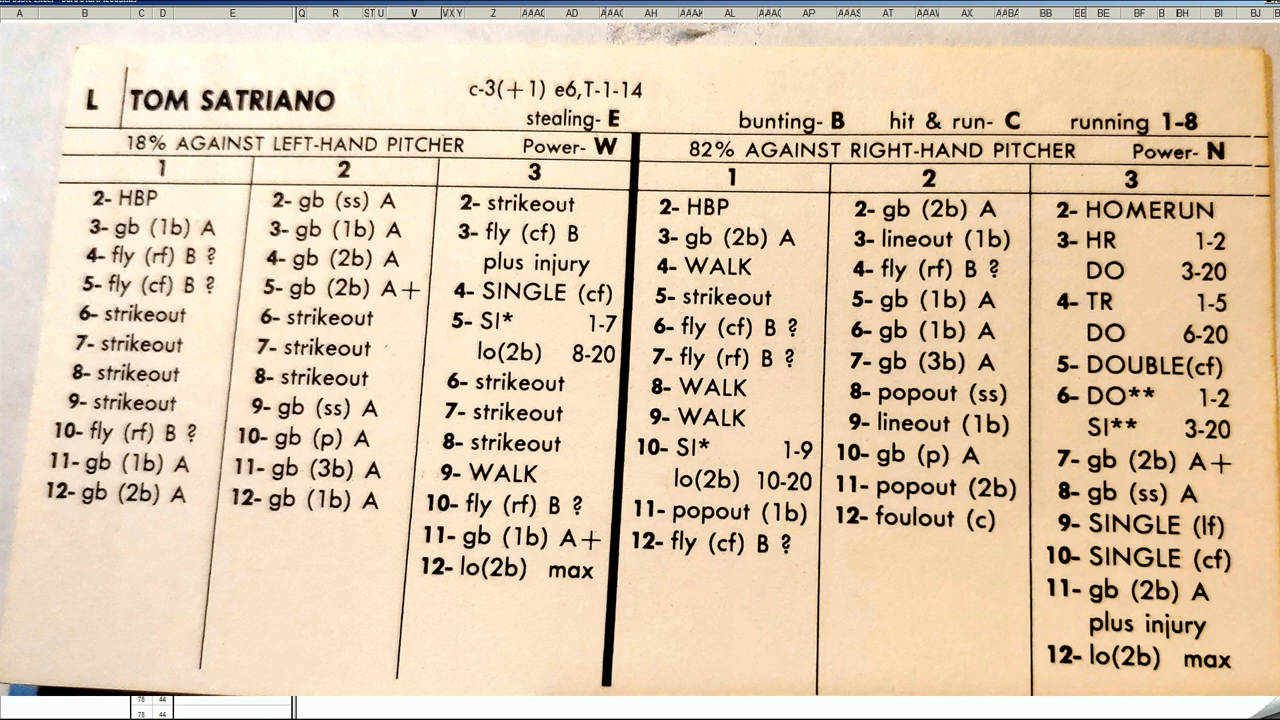 L TOM SATRIANO
c-3(+1) e6,T-1-14
stealing- E
bunting- B hit & run- C running 1-8
18% AGAINST LEFT-HAND PITCHER Power- W
1 2 3
2- HBP
3- gb (1b) A
4- fly (rf) B ?
5- fly (cf) B ?
6- strikeout
7- strikeout
8- strikeout
9- strikeout
10- fly (rf) B ?
11- gb (1b) A
12- gb (2b) A
2- gb (ss) A
3- gb (1b) A
4- gb (2b) A
5- gb (2b) A+
6- strikeout
7- strikeout
8- strikeout
9- gb (ss) A
10- gb (p) A
11- gb (3b) A
12- gb (1b) A
2- strikeout
3- fly (cf) B
plus injury
4- SINGLE (cf)
5- SI* 1-7
lo(2b) 8-20
6- strikeout
7- strikeout
8- strikeout
9- WALK
10- fly (rf) B ?
11- gb (1b) A+
12- lo(2b) max
82% AGAINST RIGHT-HAND PITCHER Power- N
1 2 3
2- HBP
3- gb (2b) A
4- WALK
5- strikeout
6- fly (cf) B ?
7- fly (rf) B ?
8- WALK
9- WALK
10- SI* 1-9
lo(2b) 10-20
11- popout (1b)
12- fly (cf) B ?
2- gb (2b) A
3- lineout (1b)
4- fly (rf) B ?
5- gb (1b) A
6- gb (1b) A
7- gb (3b) A
8- popout (ss)
9- lineout (1b)
10- gb (p) A
11- popout (2b)
12- foulout (c)
2- HOMERUN
3- HR 1-2
DO 3-20
4- TR 1-5
DO 6-20
5- DOUBLE(cf)
6- DO** 1-2
SI** 3-20
7- gb (2b) A+
8- gb (ss) A
9- SINGLE (lf)
10- SINGLE (cf)
11- gb (2b) A
plus injury
12- lo(2b) max
78 44
78 44